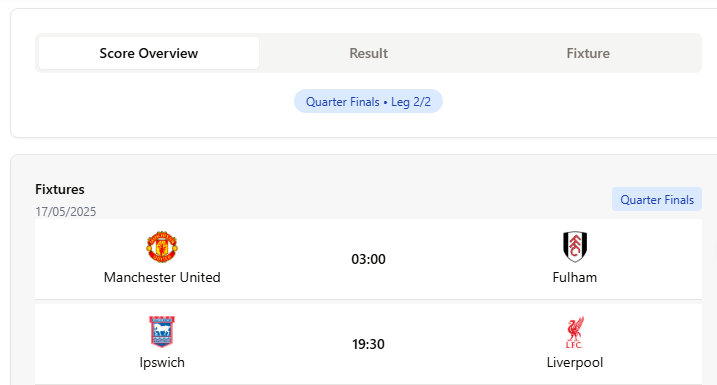 Score Overview Result Fixture
Quarter Finals • Leg 2/2
Fixtures
Quarter Finals
17/05/2025
03:00
Manchester United Fulham
19:30
L.F.C.
Ipswich Liverpool